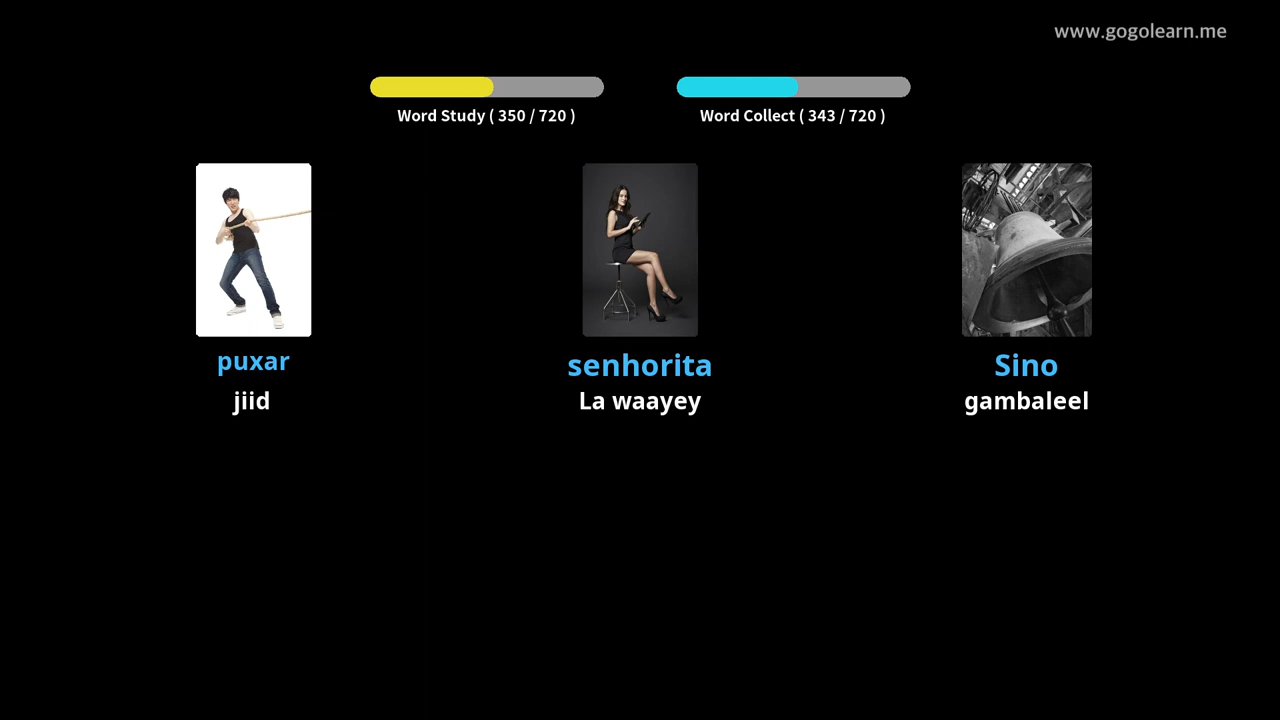 www.gogolearn.me
Word Study ( 350 / 720 )
Word Collect ( 343 / 720 )
puxar
jiid
senhorita
La waayey
Sino
gambaleel